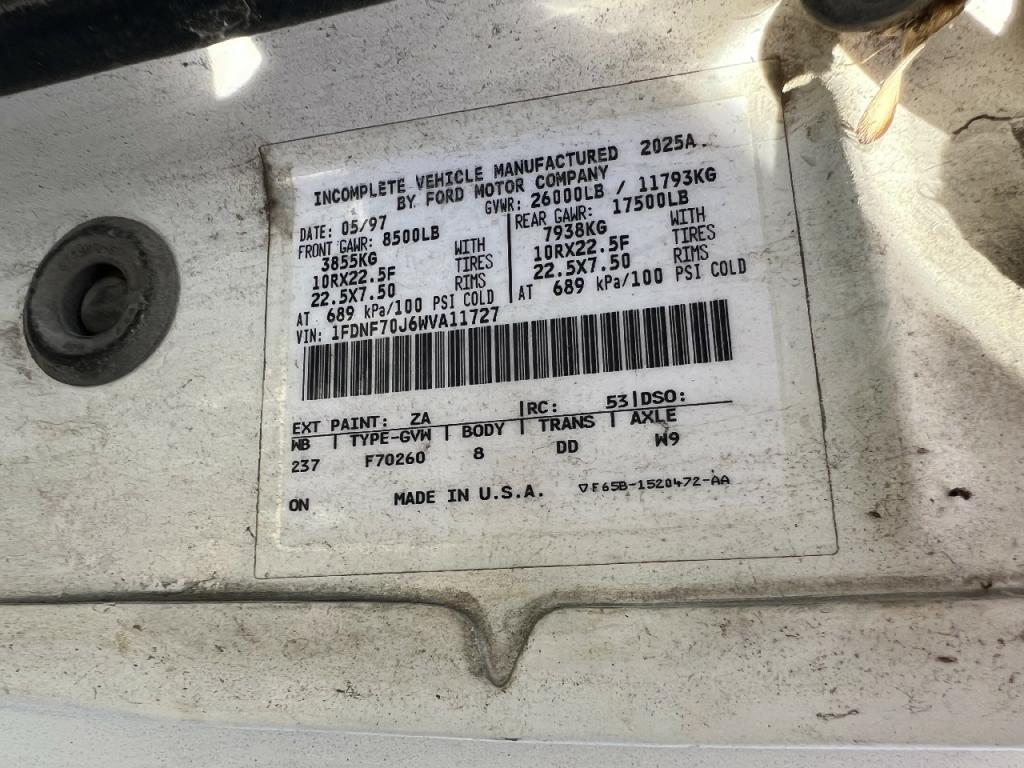 INCOMPLETE VEHICLE MANUFACTURED 2025A.
BY FORD MOTOR COMPANY
DATE: 05/97 GVWR: 26000LB / 11793KG
FRONT GAWR: 8500LB REAR GAWR: 17500LB
3855KG WITH 7938KG WITH
10RX22.5F TIRES 10RX22.5F TIRES
22.5X7.50 RIMS 22.5X7.50 RIMS
AT 689 kPa/100 PSI COLD AT 689 kPa/100 PSI COLD
VIN: 1FDNF70J6WVA11727
EXT PAINT: ZA |RC: 53|DSO:
WB | TYPE-GVW | BODY | TRANS | AXLE
237 F70260 8 DD W9
ON MADE IN U.S.A. ▽F65B-1520472-AA